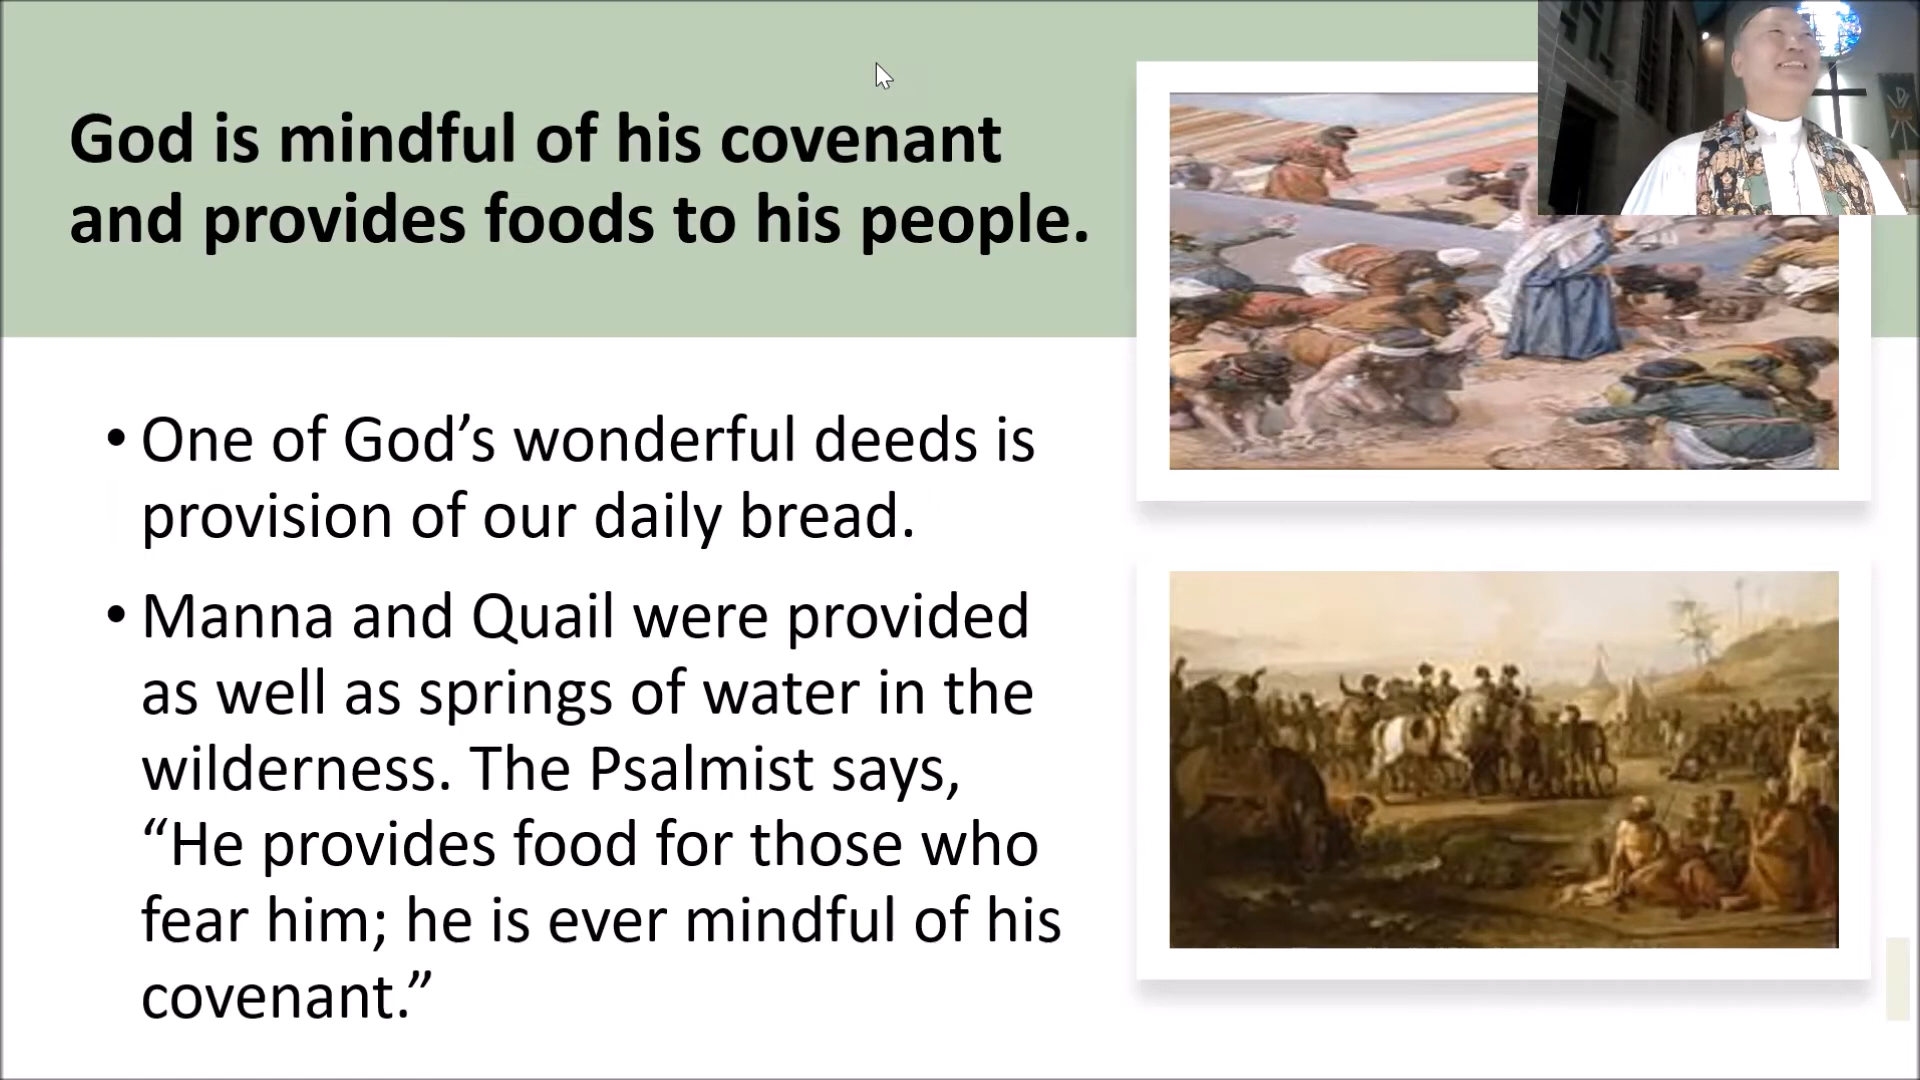 God is mindful of his covenant
and provides foods to his people.
• One of God’s wonderful deeds is
provision of our daily bread.
• Manna and Quail were provided
as well as springs of water in the
wilderness. The Psalmist says,
“He provides food for those who
fear him; he is ever mindful of his
covenant.”